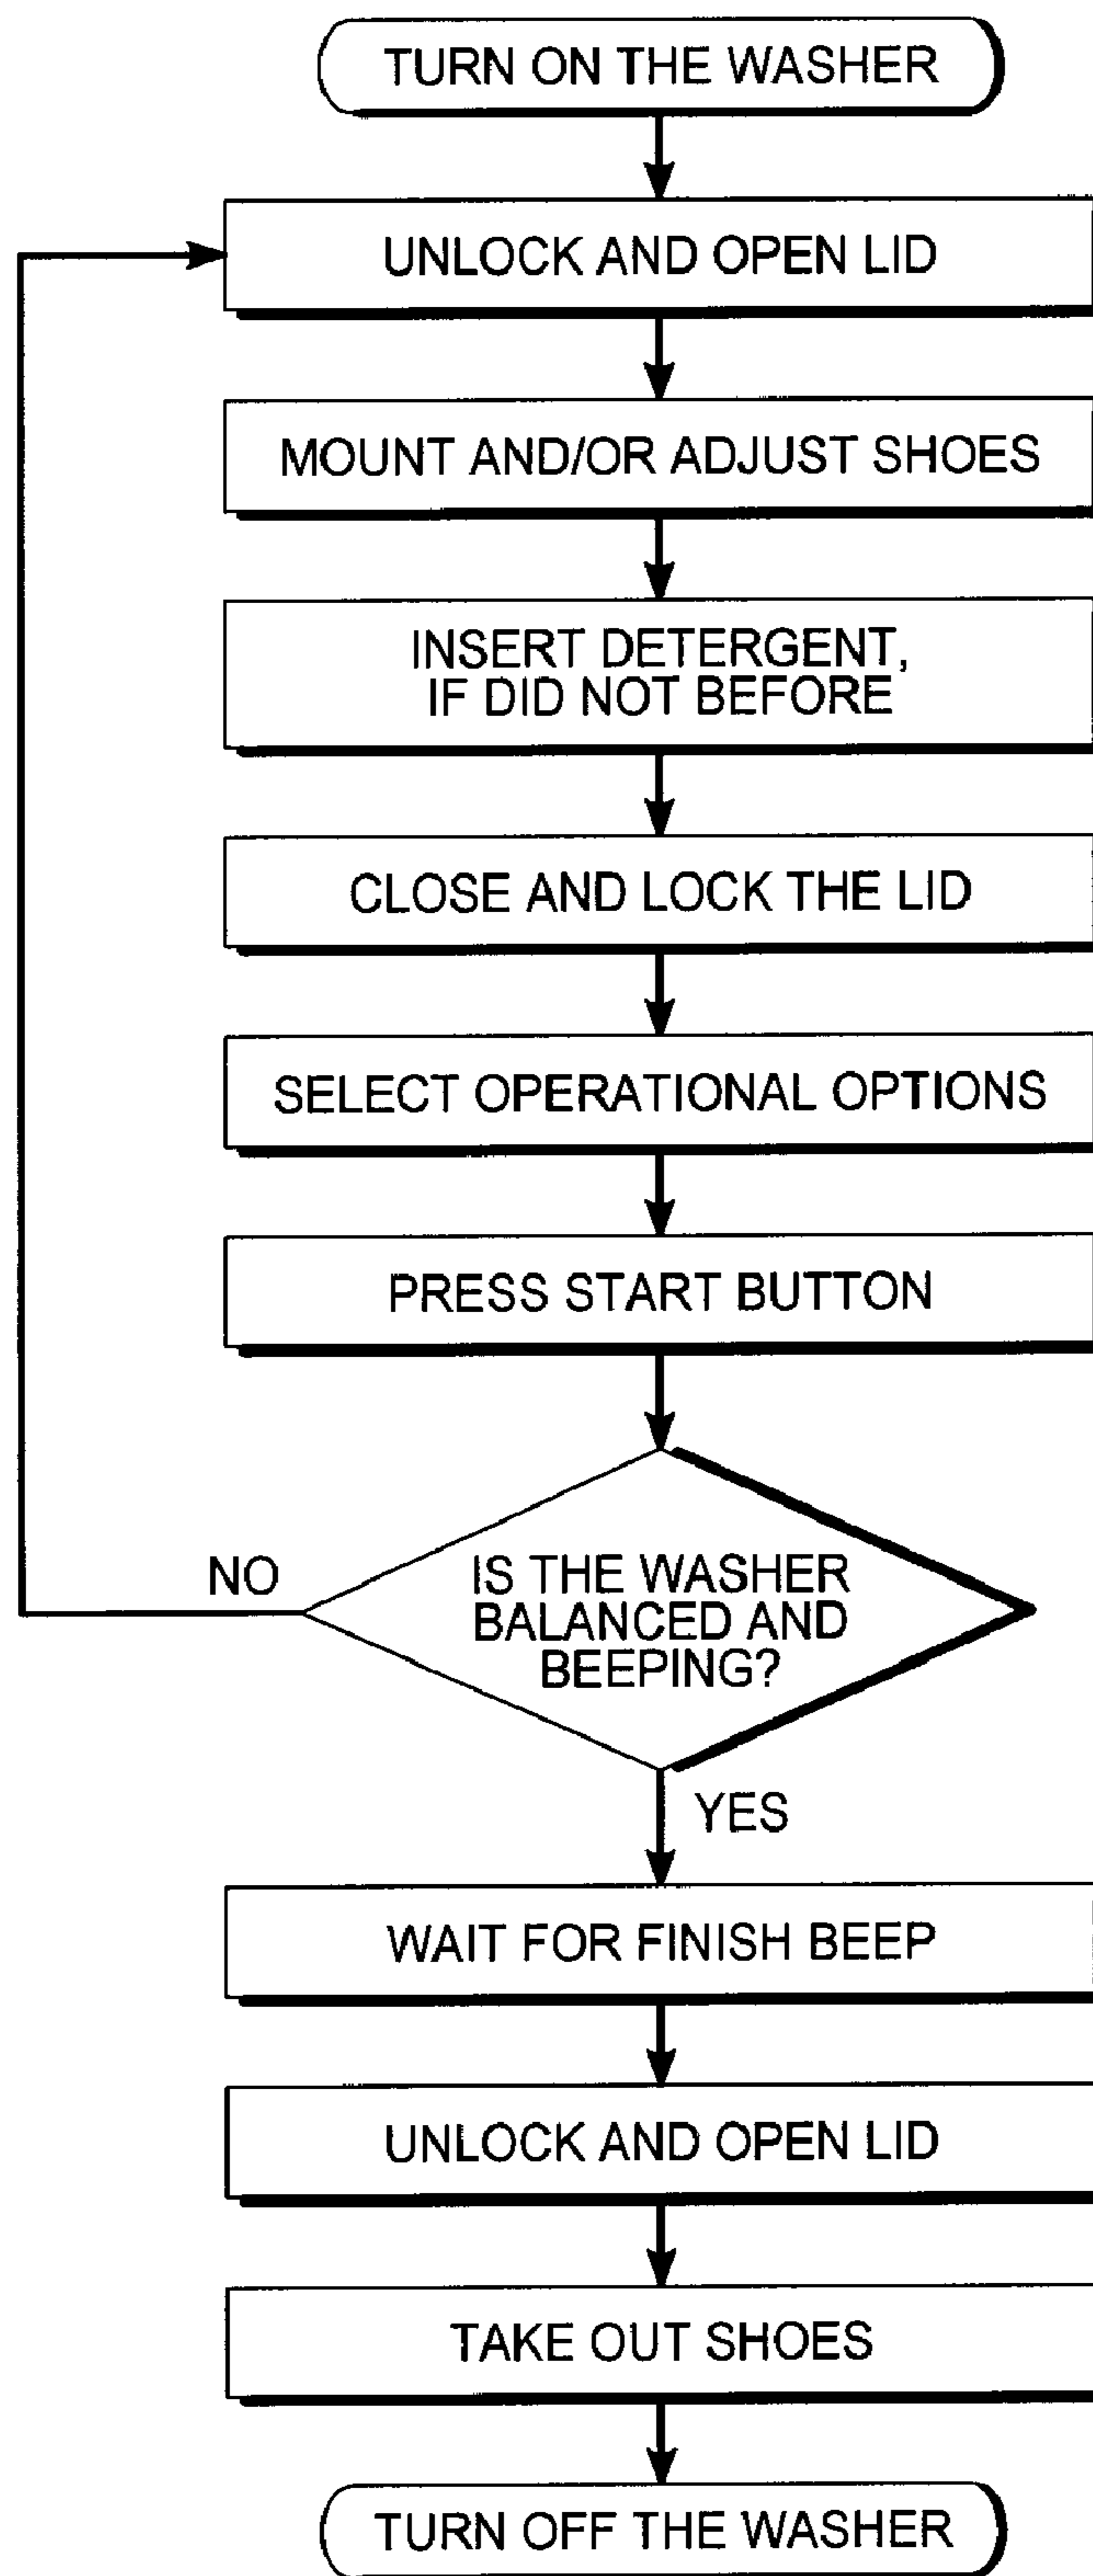 TURN ON THE WASHER
UNLOCK AND OPEN LID
MOUNT AND/OR ADJUST SHOES
INSERT DETERGENT,
IF DID NOT BEFORE
CLOSE AND LOCK THE LID
SELECT OPERATIONAL OPTIONS
PRESS START BUTTON
NO
IS THE WASHER
BALANCED AND
BEEPING?
YES
WAIT FOR FINISH BEEP
UNLOCK AND OPEN LID
TAKE OUT SHOES
TURN OFF THE WASHER